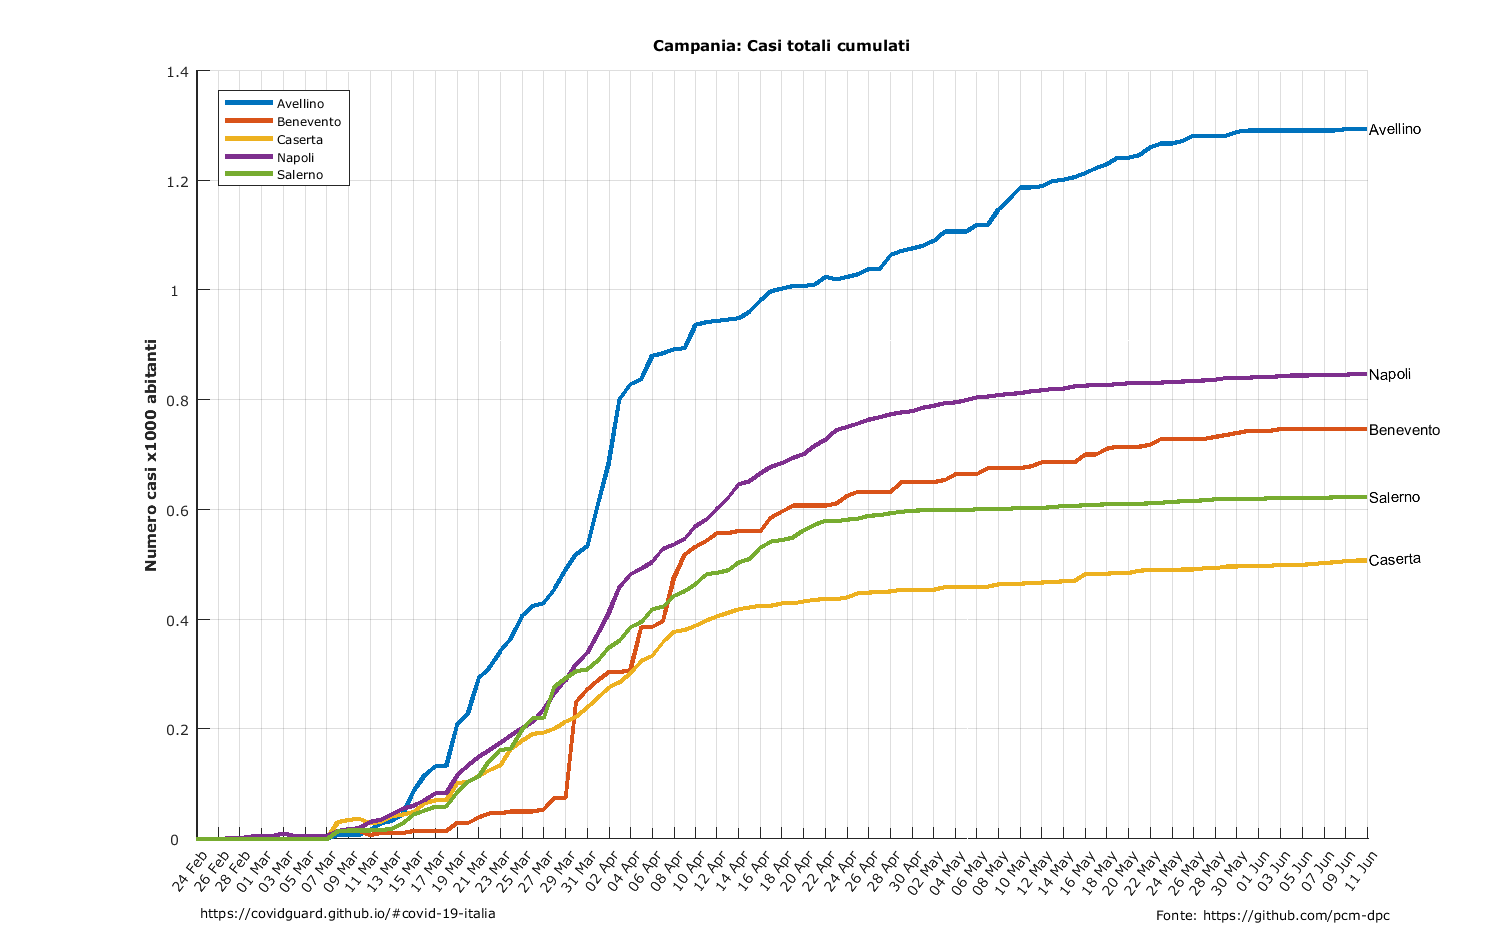 Campania: Casi totali cumulati
Numero casi x1000 abitanti
1.4
1.2
1
0.8
0.6
0.4
0.2
0
Avellino
Benevento
Caserta
Napoli
Salerno
Avellino
Napoli
Benevento
Salerno
Caserta
24 Feb
26 Feb
28 Feb
01 Mar
03 Mar
05 Mar
07 Mar
09 Mar
11 Mar
13 Mar
15 Mar
17 Mar
19 Mar
21 Mar
23 Mar
25 Mar
27 Mar
29 Mar
31 Mar
02 Apr
04 Apr
06 Apr
08 Apr
10 Apr
12 Apr
14 Apr
16 Apr
18 Apr
20 Apr
22 Apr
24 Apr
26 Apr
28 Apr
30 Apr
02 May
04 May
06 May
08 May
10 May
12 May
14 May
16 May
18 May
20 May
22 May
24 May
26 May
28 May
30 May
01 Jun
03 Jun
05 Jun
07 Jun
09 Jun
11 Jun
https://covidguard.github.io/#covid-19-italia
Fonte: https://github.com/pcm-dpc